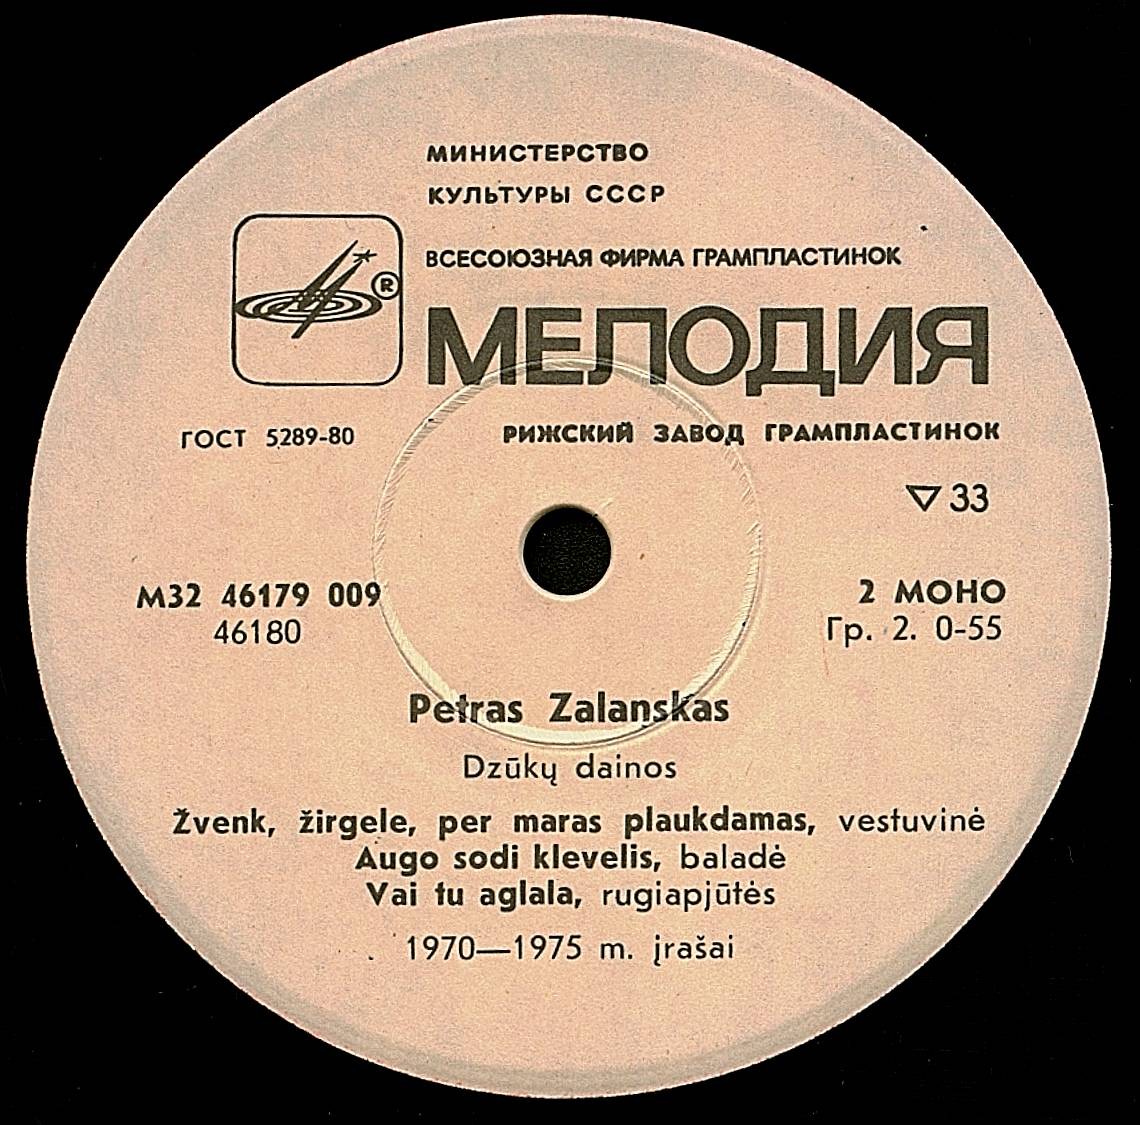 МИНИСТЕРСТВО
КУЛЬТУРЫ СССР
ВСЕСОЮЗНАЯ ФИРМА ГРАМПЛАСТИНОК
®
МЕЛОДИЯ
ГОСТ 5289-80
РИЖСКИЙ ЗАВОД ГРАМПЛАСТИНОК
▽ 33
М32 46179 009
46180
2 МОНО
Гр. 2. 0-55
Petras Zalanskas
Dzūkų dainos
Žvenk, žirgele, per maras plaukdamas, vestuvinė
Augo sodi klevelis, baladė
Vai tu aglala, rugiapjūtės
1970—1975 m. įrašai